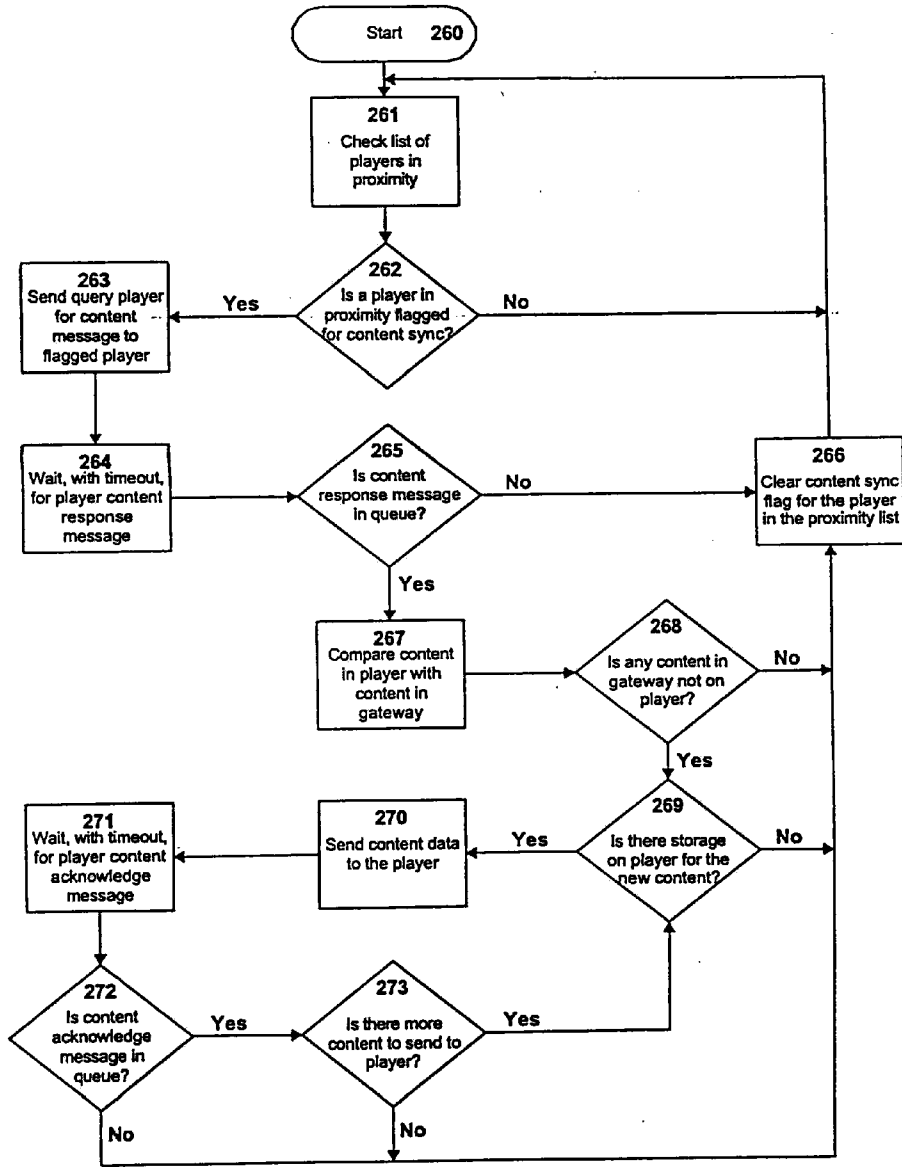 Start 260
261
Check list of
players in
proximity
262
Is a player in
proximity flagged
for content sync?
Yes
No
263
Send query player
for content
message to
flagged player
264
Wait, with timeout,
for player content
response
message
265
Is content
response message
in queue?
No
Yes
266
Clear content sync
flag for the player
in the proximity list
267
Compare content
in player with
content in
gateway
268
Is any content in
gateway not on
player?
No
Yes
269
Is there storage
on player for the
new content?
No
Yes
270
Send content data
to the player
271
Wait, with timeout,
for player content
acknowledge
message
272
Is content
acknowledge
message in
queue?
Yes
No
273
Is there more
content to send to
player?
Yes
No